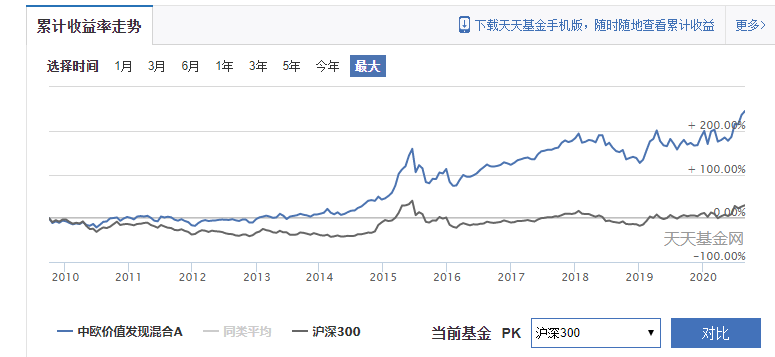 累计收益率走势
下载天天基金手机版，随时随地查看累计收益 更多>
选择时间 1月 3月 6月 1年 3年 5年 今年 最大
+ 200.00%
+ 100.00%
0.00%
天天基金网
-100.00%
2010 2011 2012 2013 2014 2015 2016 2017 2018 2019 2020
中欧价值发现混合A 同类平均 沪深300 当前基金 PK 沪深300 对比